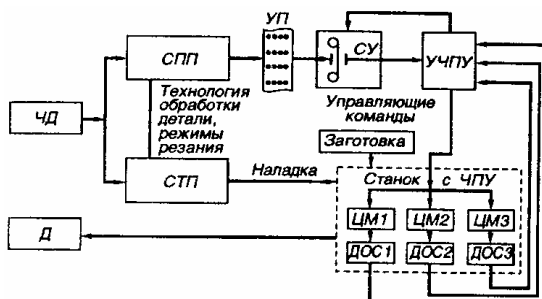 УП
СПП
СУ
УЧПУ
Технология
обработки
детали,
режимы
резания
Управляющие
команды
ЧД
Заготовка
СТП
Наладка
Станок с ЧПУ
ЦМ1
ЦМ2
ЦМ3
Д
ДОС1
ДОС2
ДОС3